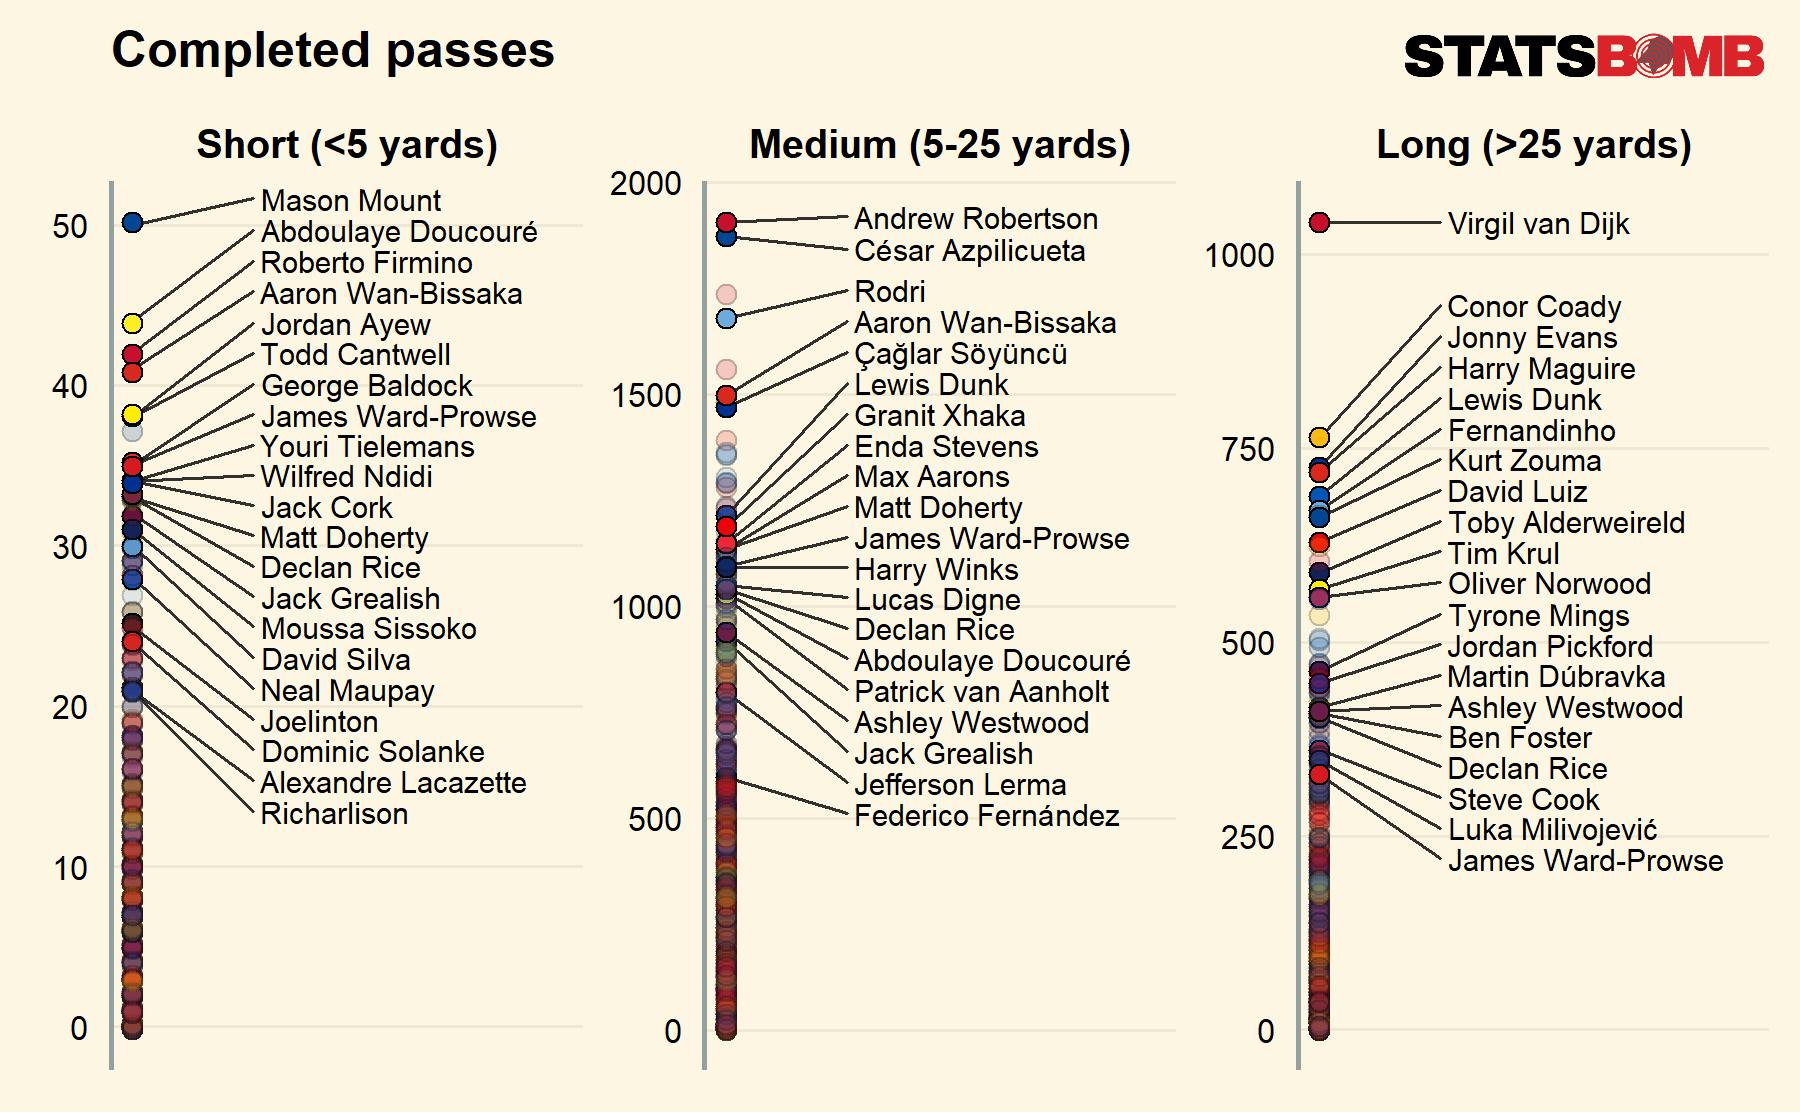 Completed passes
STATSBOMB
Short (<5 yards)
50
40
30
20
10
0
Mason Mount
Abdoulaye Doucouré
Roberto Firmino
Aaron Wan-Bissaka
Jordan Ayew
Todd Cantwell
George Baldock
James Ward-Prowse
Youri Tielemans
Wilfred Ndidi
Jack Cork
Matt Doherty
Declan Rice
Jack Grealish
Moussa Sissoko
David Silva
Neal Maupay
Joelinton
Dominic Solanke
Alexandre Lacazette
Richarlison
Medium (5-25 yards)
2000
1500
1000
500
0
Andrew Robertson
César Azpilicueta
Rodri
Aaron Wan-Bissaka
Çağlar Söyüncü
Lewis Dunk
Granit Xhaka
Enda Stevens
Max Aarons
Matt Doherty
James Ward-Prowse
Harry Winks
Lucas Digne
Declan Rice
Abdoulaye Doucouré
Patrick van Aanholt
Ashley Westwood
Jack Grealish
Jefferson Lerma
Federico Fernández
Long (>25 yards)
1000
750
500
250
0
Virgil van Dijk
Conor Coady
Jonny Evans
Harry Maguire
Lewis Dunk
Fernandinho
Kurt Zouma
David Luiz
Toby Alderweireld
Tim Krul
Oliver Norwood
Tyrone Mings
Jordan Pickford
Martin Dúbravka
Ashley Westwood
Ben Foster
Declan Rice
Steve Cook
Luka Milivojević
James Ward-Prowse